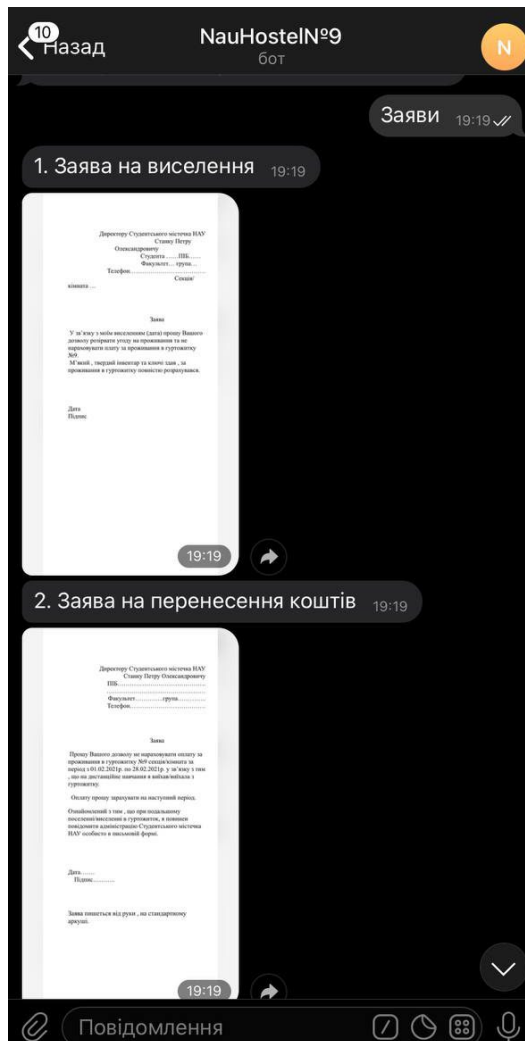 10
Назад
NauHostel№9
бот
N
Заяви 19:19
1. Заява на виселення 19:19
Директору Студентського містечка НАУ
Станку Петру
Олександровичу
Студента ......ПІБ......
Факультет.... група....
Телефон..............................
Секція/
кімната ...
Заява
У зв'язку з моїм виселенням (дата) прошу Вашого
дозволу розірвати угоду на проживання та не
нараховувати плату за проживання в гуртожитку
№9.
М'який , твердий інвентар та ключі здав , за
проживання в гуртожитку повністю розрахувався.
Дата
Підпис
19:19
2. Заява на перенесення коштів 19:19
Директору Студентського містечка НАУ
Станку Петру Олександровичу
ПІБ....................................
........................................
Факультет............група...........
Телефон..............................
Заява
Прошу Вашого дозволу не нараховувати оплату за
проживання в гуртожитку №9 секція/кімната за
період з 01.02.2021р. по 28.02.2021р. у зв'язку з тим
, що на дистанційне навчання я виїхав/виїхала з
гуртожитку.
Оплату прошу зарахувати на наступний період.
Ознайомлений з тим , що при подальшому
поселенні/виселенні в гуртожиток, я повинен
повідомити адміністрацію Студентського містечка
НАУ особисто в письмовій формі.
Дата......
Підпис..........
Заява пишеться від руки , на стандартному
аркуші.
19:19
Повідомлення